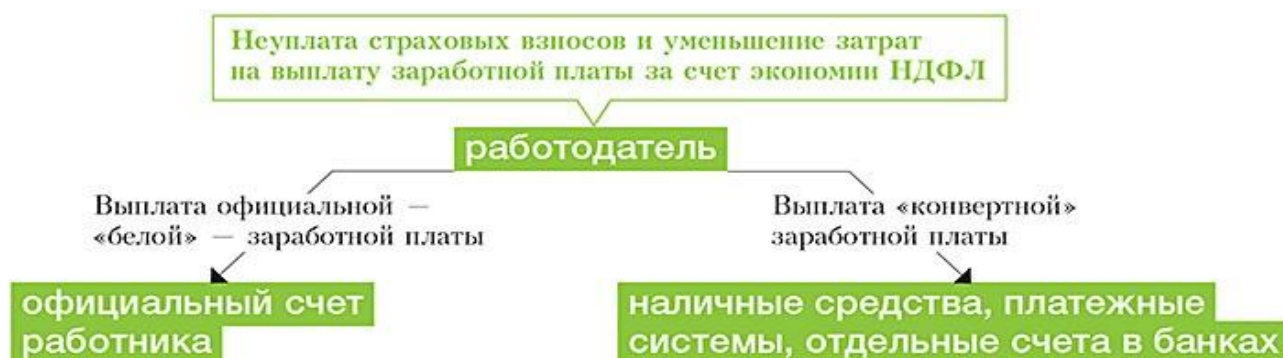 Неуплата страховых взносов и уменьшение затрат
на выплату заработной платы за счет экономии НДФЛ
работодатель
Выплата официальной —
«белой» — заработной платы
Выплата «конвертной»
заработной платы
официальный счет
работника
наличные средства, платежные
системы, отдельные счета в банках